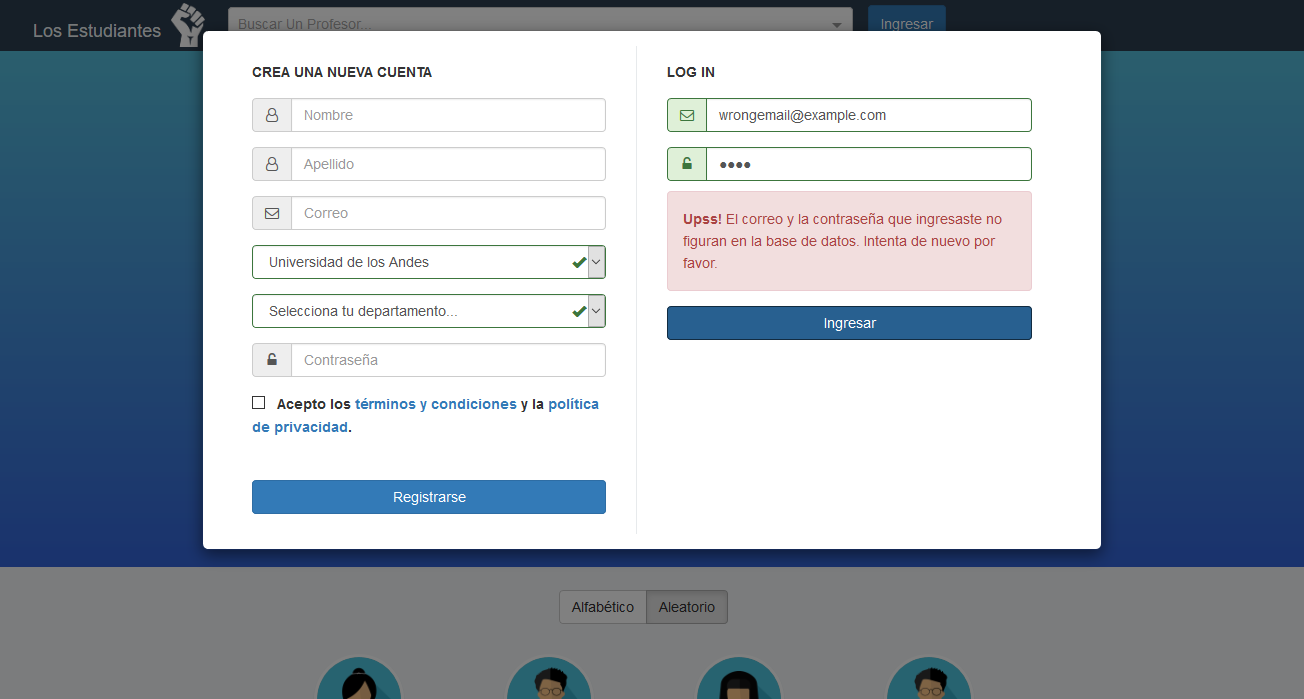 Los Estudiantes
Buscar Un Profesor...
Ingresar
CREA UNA NUEVA CUENTA
Nombre
Apellido
Correo
Universidad de los Andes
Selecciona tu departamento...
Contraseña
Acepto los términos y condiciones y la política
de privacidad.
Registrarse
LOG IN
wrongemail@example.com
••••
Upss! El correo y la contraseña que ingresaste no
figuran en la base de datos. Intenta de nuevo por
favor.
Ingresar
Alfabético
Aleatorio